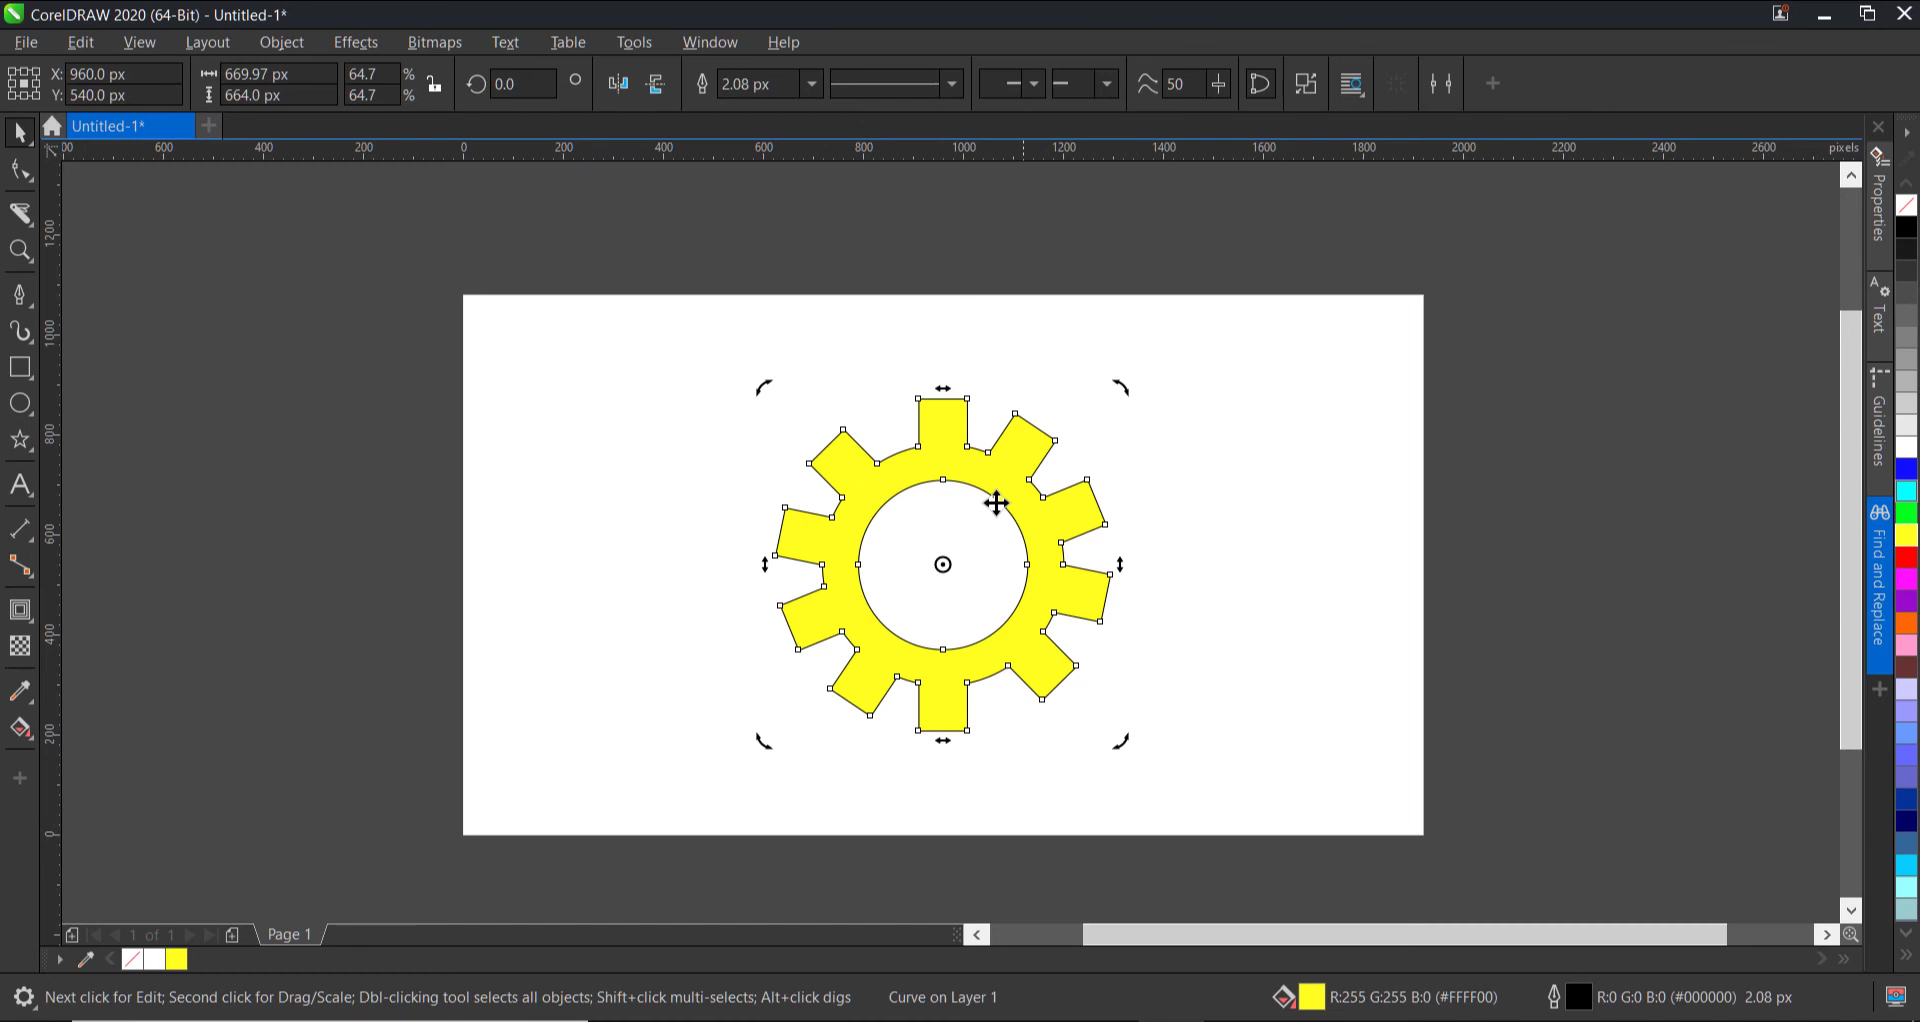 CorelDRAW 2020 (64-Bit) - Untitled-1*
File Edit View Layout Object Effects Bitmaps Text Table Tools Window Help
X: 960.0 px 669.97 px 64.7 % 0.0 2.08 px 50
Y: 540.0 px 664.0 px 64.7 %
Untitled-1*
00 600 400 200 0 200 400 600 800 1000 1200 1400 1600 1800 2000 2200 2400 2600 pixels
1200
1000
800
600
400
200
0
Properties
Text
Guidelines
Find and Replace
1 of 1 Page 1
Next click for Edit; Second click for Drag/Scale; Dbl-clicking tool selects all objects; Shift+click multi-selects; Alt+click digs Curve on Layer 1 R:255 G:255 B:0 (#FFFF00) R:0 G:0 B:0 (#000000) 2.08 px